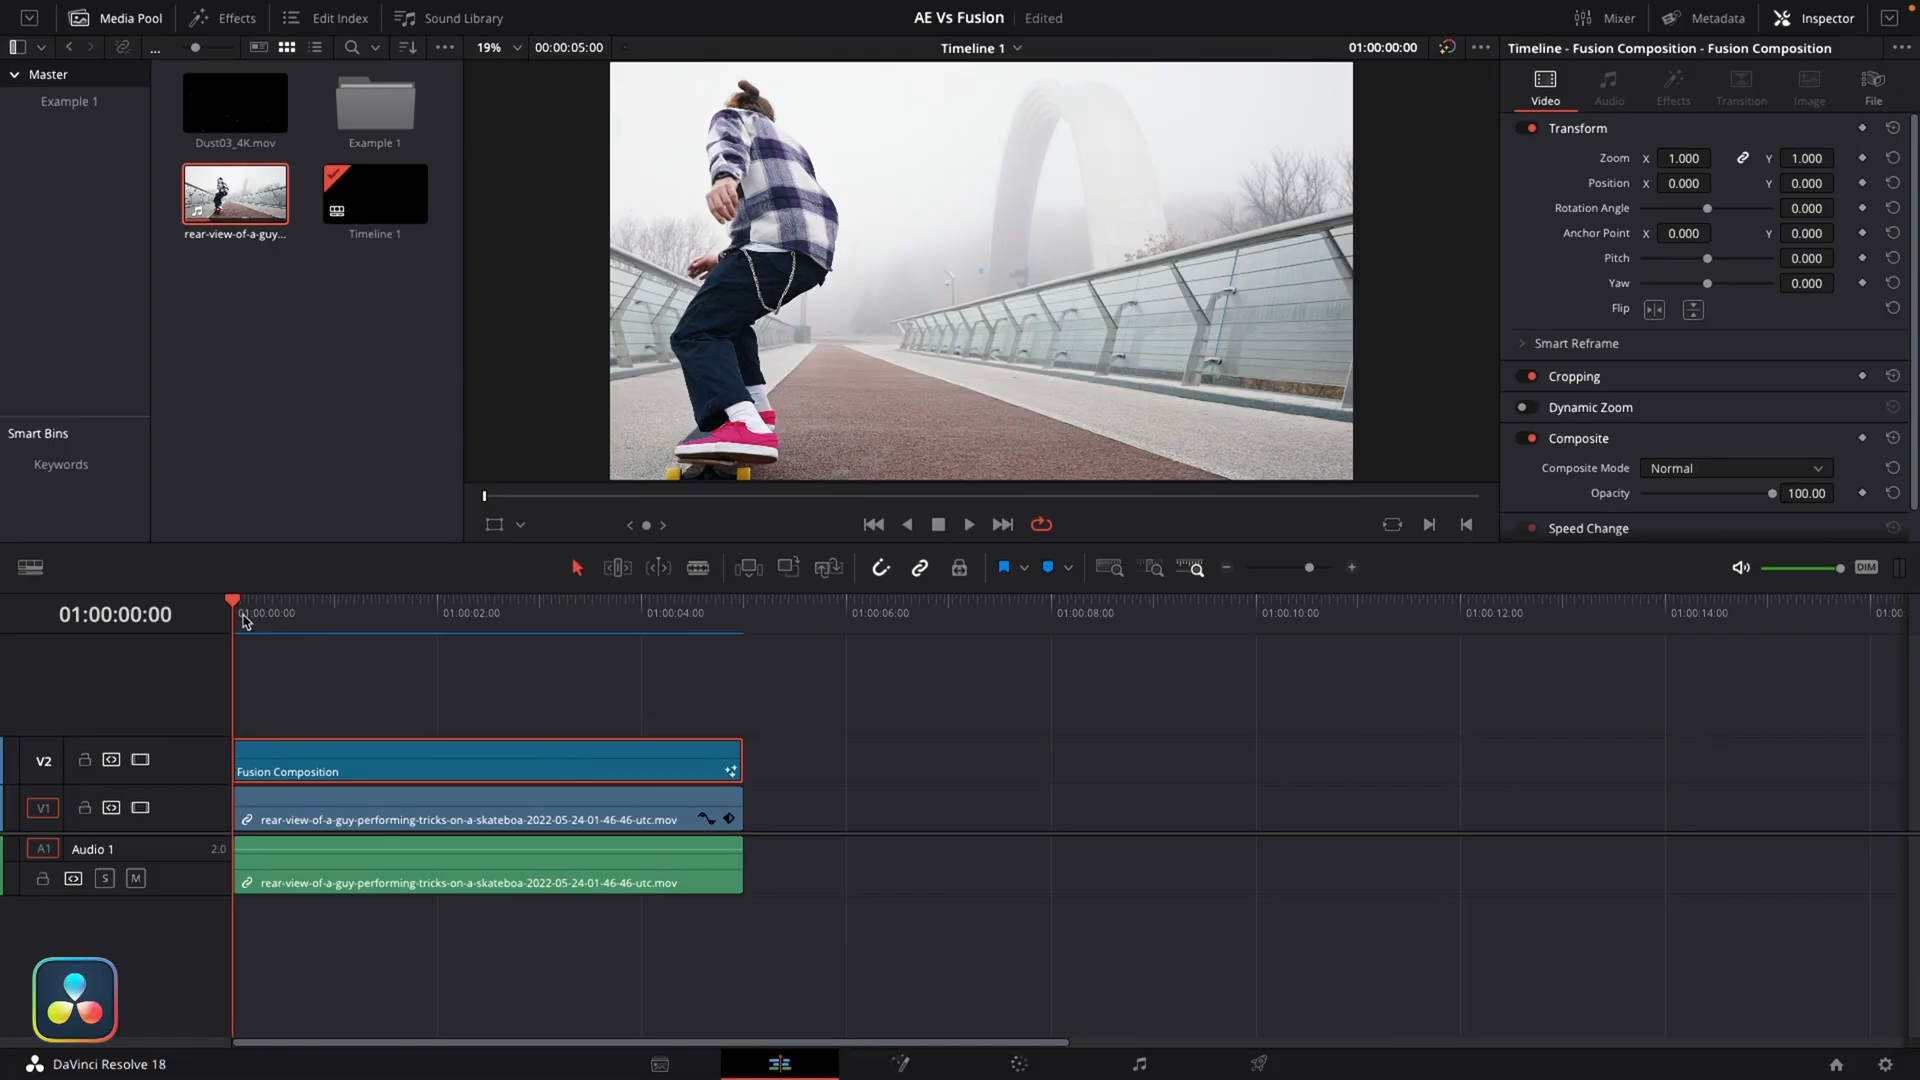 Media Pool
Effects
Edit Index
Sound Library
AE Vs Fusion
Edited
Mixer
Metadata
Inspector
...
19%
00:00:05:00
Timeline 1
01:00:00:00
Timeline - Fusion Composition - Fusion Composition
Master
Example 1
Dust03_4K.mov
Example 1
rear-view-of-a-guy...
Timeline 1
Smart Bins
Keywords
Video
Audio
Effects
Transition
Image
File
Transform
Zoom X 1.000 Y 1.000
Position X 0.000 Y 0.000
Rotation Angle 0.000
Anchor Point X 0.000 Y 0.000
Pitch 0.000
Yaw 0.000
Flip
Smart Reframe
Cropping
Dynamic Zoom
Composite
Composite Mode Normal
Opacity 100.00
Speed Change
DIM
01:00:00:00
01:00:00:00
01:00:02:00
01:00:04:00
01:00:06:00
01:00:08:00
01:00:10:00
01:00:12:00
01:00:14:00
01:00
V2
Fusion Composition
V1
rear-view-of-a-guy-performing-tricks-on-a-skateboa-2022-05-24-01-46-46-utc.mov
A1 Audio 1 2.0
S M
rear-view-of-a-guy-performing-tricks-on-a-skateboa-2022-05-24-01-46-46-utc.mov
DaVinci Resolve 18